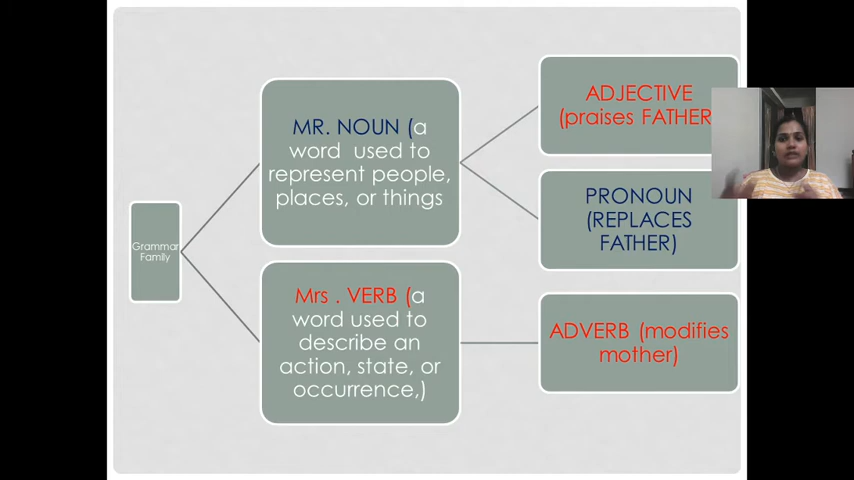 Grammar
Family
MR. NOUN (a
word used to
represent people,
places, or things
Mrs . VERB (a
word used to
describe an
action, state, or
occurrence,)
ADJECTIVE
(praises FATHER
PRONOUN
(REPLACES
FATHER)
ADVERB (modifies
mother)